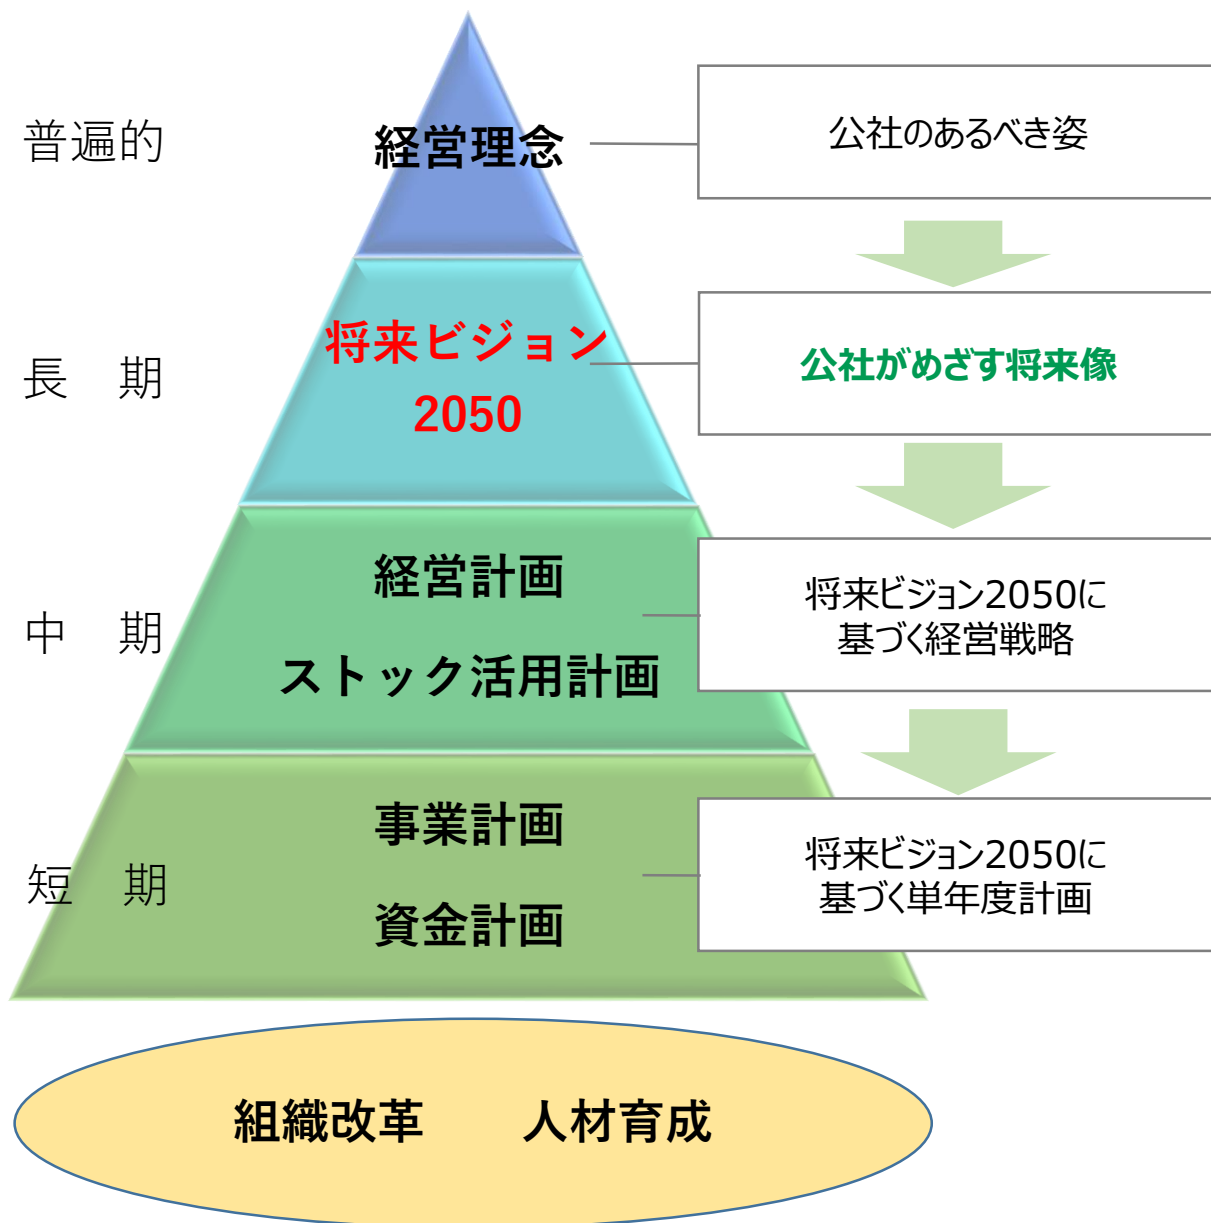 普遍的
経営理念
公社のあるべき姿
長　期
将来ビジョン
2050
公社がめざす将来像
中　期
経営計画
ストック活用計画
将来ビジョン2050に
基づく経営戦略
短　期
事業計画
資金計画
将来ビジョン2050に
基づく単年度計画
組織改革　人材育成